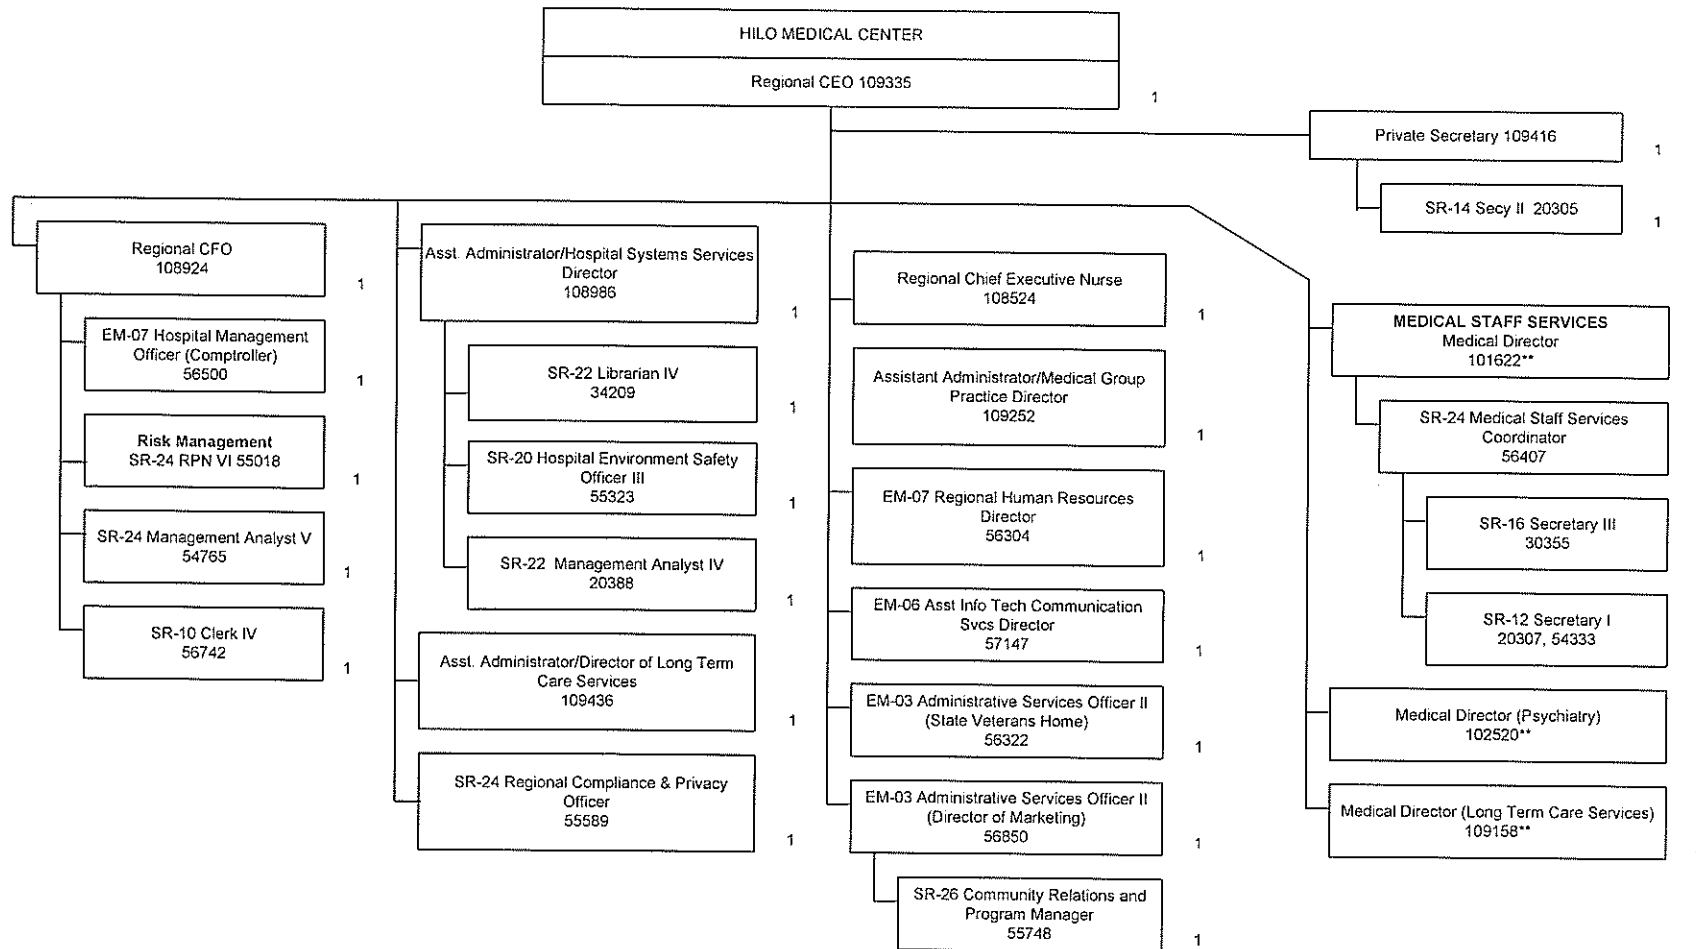 HILO MEDICAL CENTER
Regional CEO 109335
1
Private Secretary 109416
1
SR-14 Secy II 20305
1
Regional CFO
108924
1
EM-07 Hospital Management
Officer (Comptroller)
56500
1
Risk Management
SR-24 RPN VI 55018
1
SR-24 Management Analyst V
54765
1
SR-10 Clerk IV
56742
1
Asst. Administrator/Hospital Systems Services
Director
108986
1
SR-22 Librarian IV
34209
1
SR-20 Hospital Environment Safety
Officer III
55323
1
SR-22 Management Analyst IV
20388
1
Asst. Administrator/Director of Long Term
Care Services
109436
1
SR-24 Regional Compliance & Privacy
Officer
55589
1
Regional Chief Executive Nurse
108524
1
Assistant Administrator/Medical Group
Practice Director
109252
1
EM-07 Regional Human Resources
Director
56304
1
EM-06 Asst Info Tech Communication
Svcs Director
57147
1
EM-03 Administrative Services Officer II
(State Veterans Home)
56322
1
EM-03 Administrative Services Officer II
(Director of Marketing)
56850
1
SR-26 Community Relations and
Program Manager
55748
1
MEDICAL STAFF SERVICES
Medical Director
101622**
SR-24 Medical Staff Services
Coordinator
56407
SR-16 Secretary III
30355
SR-12 Secretary I
20307, 54333
Medical Director (Psychiatry)
102520**
Medical Director (Long Term Care Services)
109158**